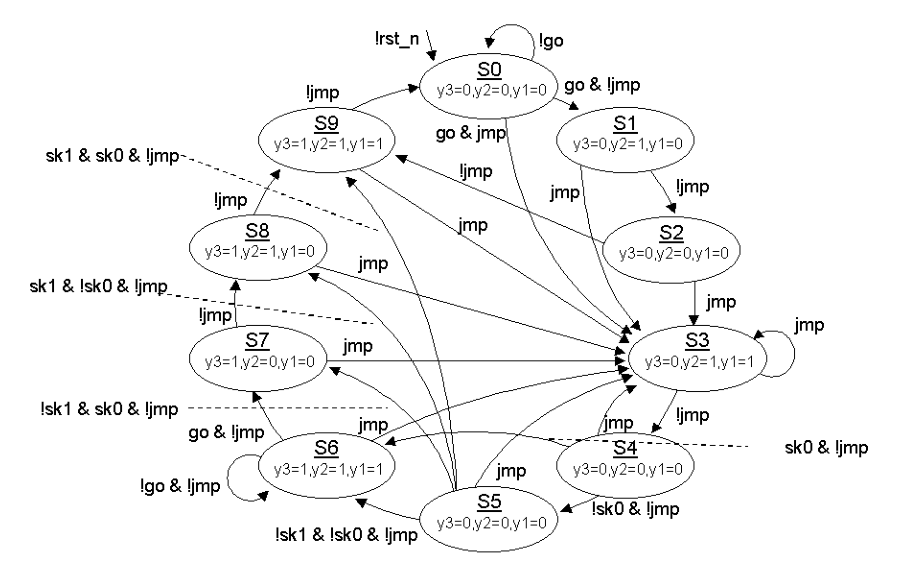 !rst_n
!go
S0
y3=0,y2=0,y1=0
go & !jmp
!jmp
go & jmp
S9
y3=1,y2=1,y1=1
S1
y3=0,y2=1,y1=0
sk1 & sk0 & !jmp
!jmp
!jmp
jmp
!jmp
jmp
S8
y3=1,y2=1,y1=0
S2
y3=0,y2=0,y1=0
jmp
sk1 & !sk0 & !jmp
jmp
!jmp
jmp
S7
y3=1,y2=0,y1=0
jmp
S3
y3=0,y2=1,y1=1
!sk1 & sk0 & !jmp
go & !jmp
jmp
jmp
!jmp
S6
y3=1,y2=1,y1=1
S4
y3=0,y2=0,y1=0
sk0 & !jmp
!go & !jmp
jmp
S5
y3=0,y2=0,y1=0
!sk0 & !jmp
!sk1 & !sk0 & !jmp